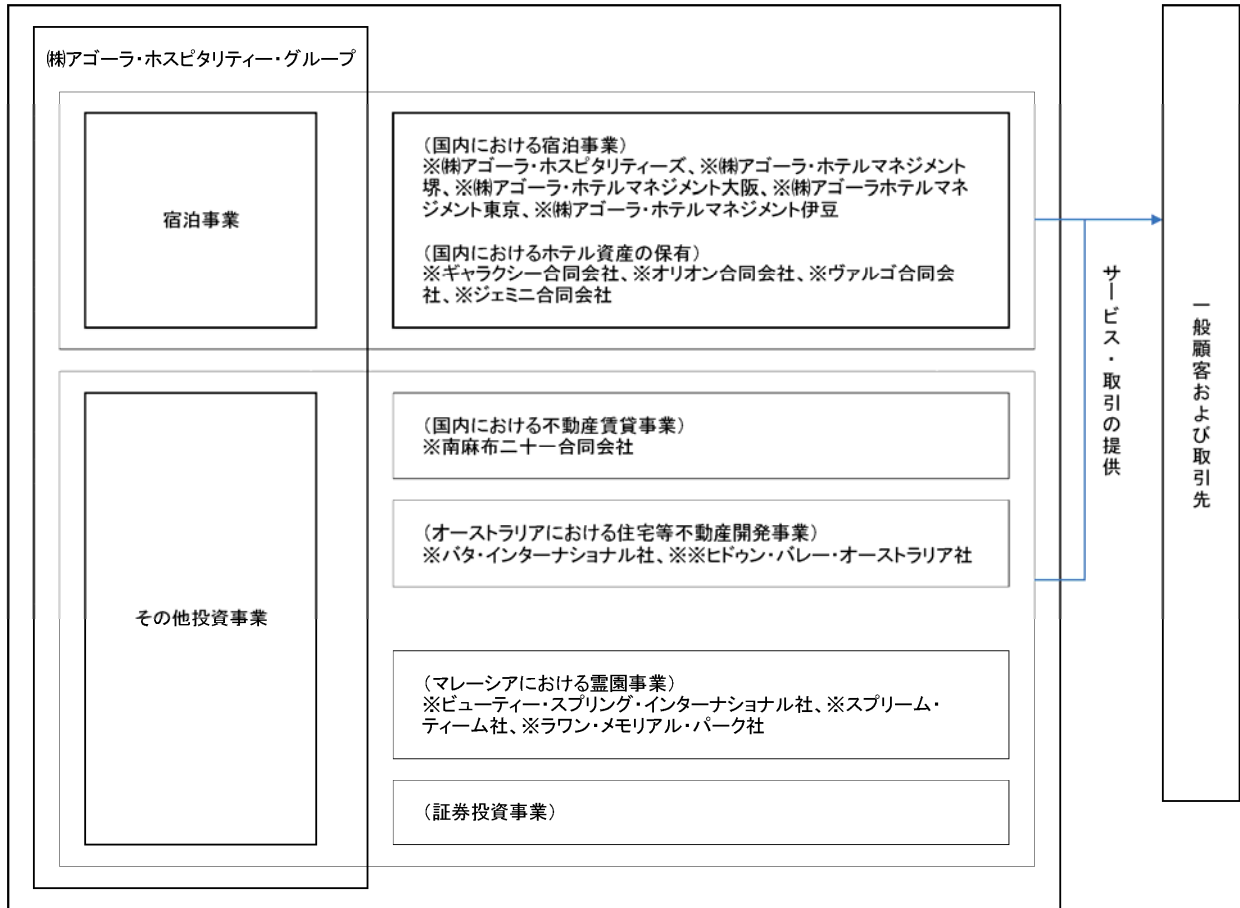 ㈱アゴーラ・ホスピタリティー・グループ
宿泊事業
(国内における宿泊事業)
※㈱アゴーラ・ホスピタリティーズ、※㈱アゴーラ・ホテルマネジメント
堺、※㈱アゴーラ・ホテルマネジメント大阪、※㈱アゴーラホテルマネ
ジメント東京、※㈱アゴーラ・ホテルマネジメント伊豆
(国内におけるホテル資産の保有)
※ギャラクシー合同会社、※オリオン合同会社、※ヴァルゴ合同会
社、※ジェミニ合同会社
その他投資事業
(国内における不動産賃貸事業)
※南麻布二十一合同会社
(オーストラリアにおける住宅等不動産開発事業)
※バタ・インターナショナル社、※※ヒドゥン・バレー・オーストラリア社
(マレーシアにおける霊園事業)
※ビューティー・スプリング・インターナショナル社、※スプリーム・
ティーム社、※ラワン・メモリアル・パーク社
(証券投資事業)
サービス・取引の提供
一般顧客および取引先